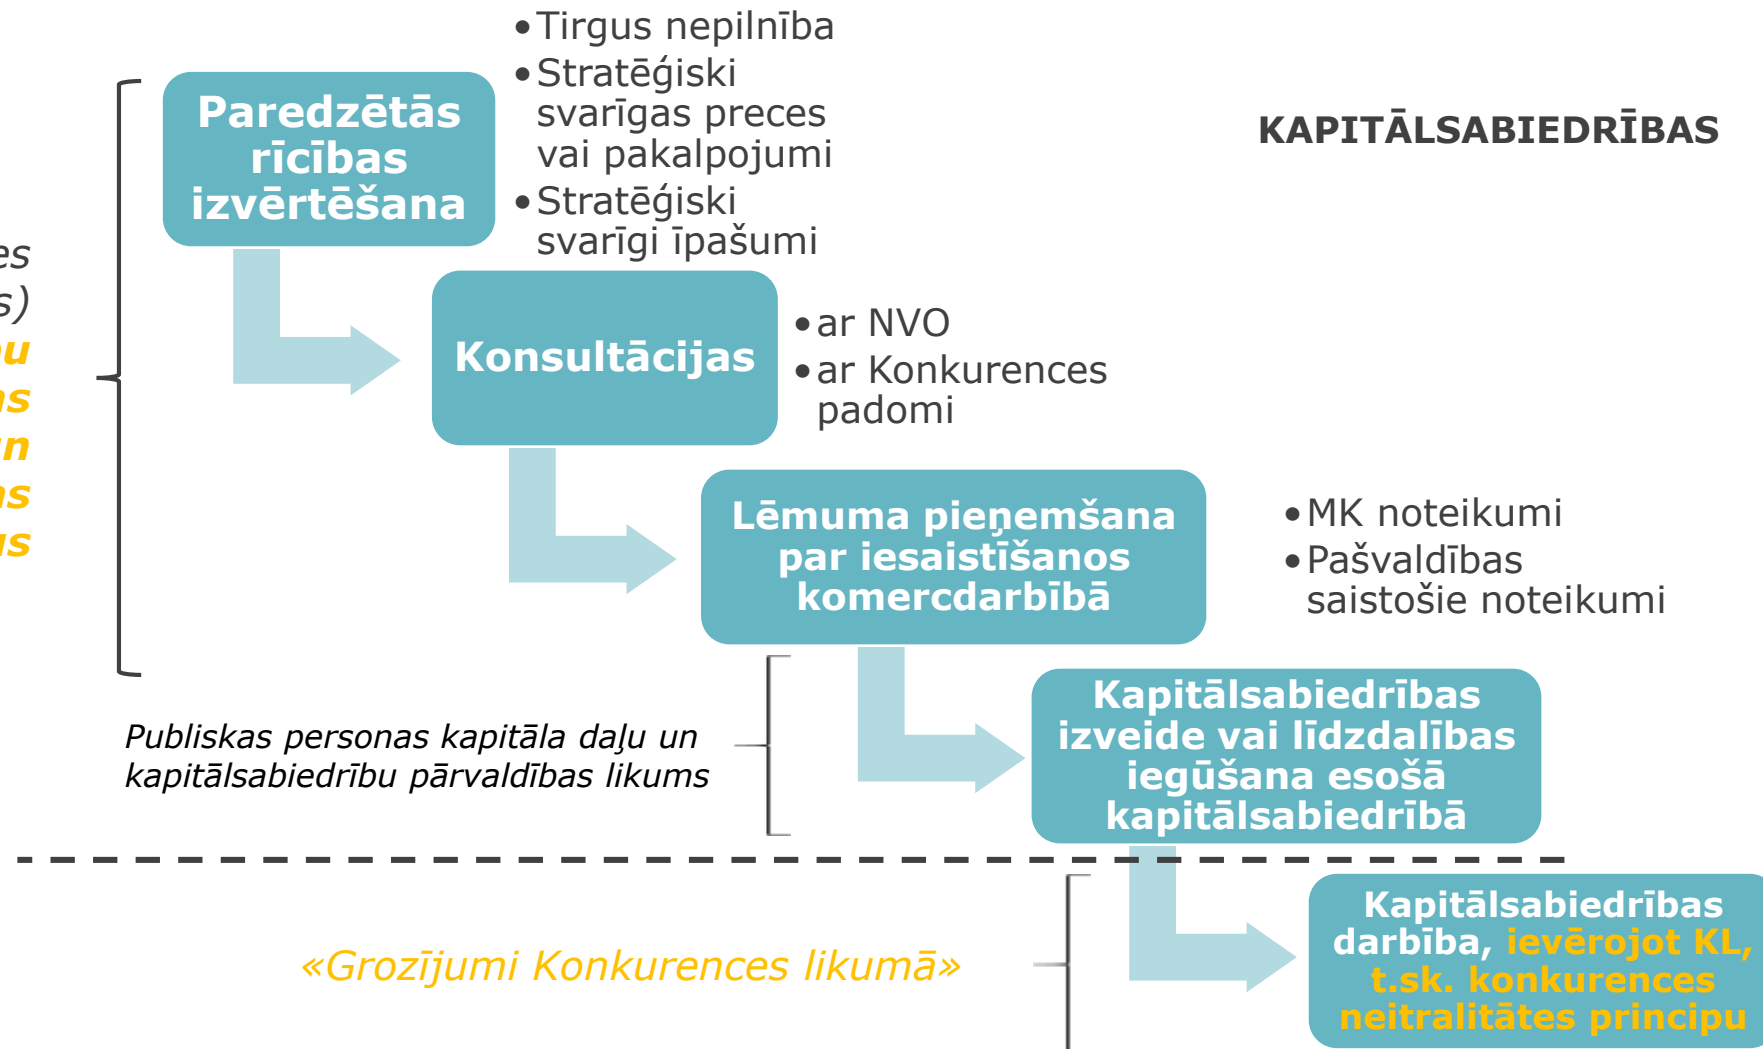 KAPITĀLSABIEDRĪBAS
Paredzētās
rīcības
izvērtēšana
•Tirgus nepilnība
•Stratēģiski
svarīgas preces
vai pakalpojumi
•Stratēģiski
svarīgi īpašumi
Konsultācijas
•ar NVO
•ar Konkurences
padomi
Lēmuma pieņemšana
par iesaistīšanos
komercdarbībā
•MK noteikumi
•Pašvaldības
saistošie noteikumi
Publiskas personas kapitāla daļu un
kapitālsabiedrību pārvaldības likums
Kapitālsabiedrības
izveide vai līdzdalības
iegūšana esošā
kapitālsabiedrībā
«Grozījumi Konkurences likumā»
Kapitālsabiedrības
darbība, ievērojot KL,
t.sk. konkurences
neitralitātes principu